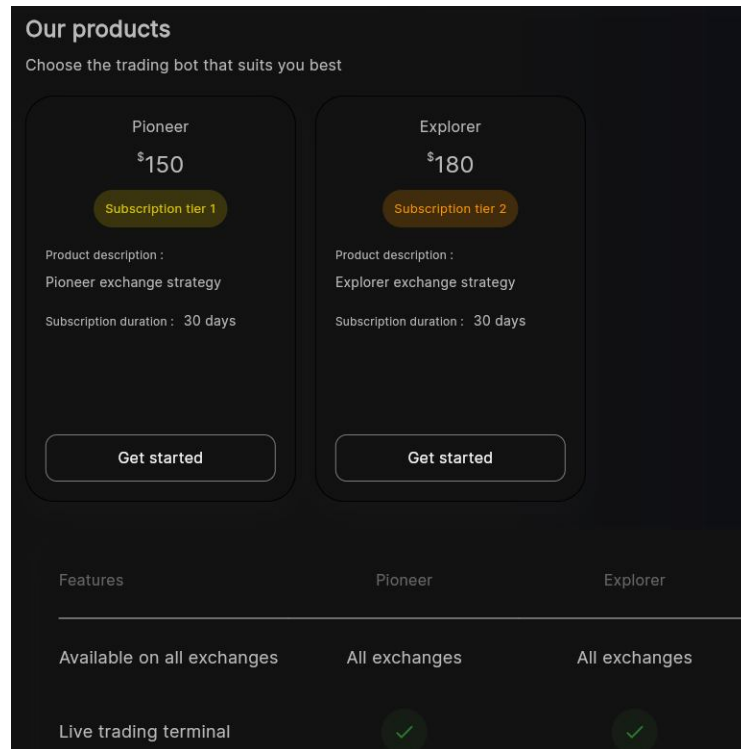 Our products
Choose the trading bot that suits you best
Pioneer
$150
Subscription tier 1
Product description :
Pioneer exchange strategy
Subscription duration : 30 days
Get started
Explorer
$180
Subscription tier 2
Product description :
Explorer exchange strategy
Subscription duration : 30 days
Get started
Features Pioneer Explorer
Available on all exchanges All exchanges All exchanges
Live trading terminal